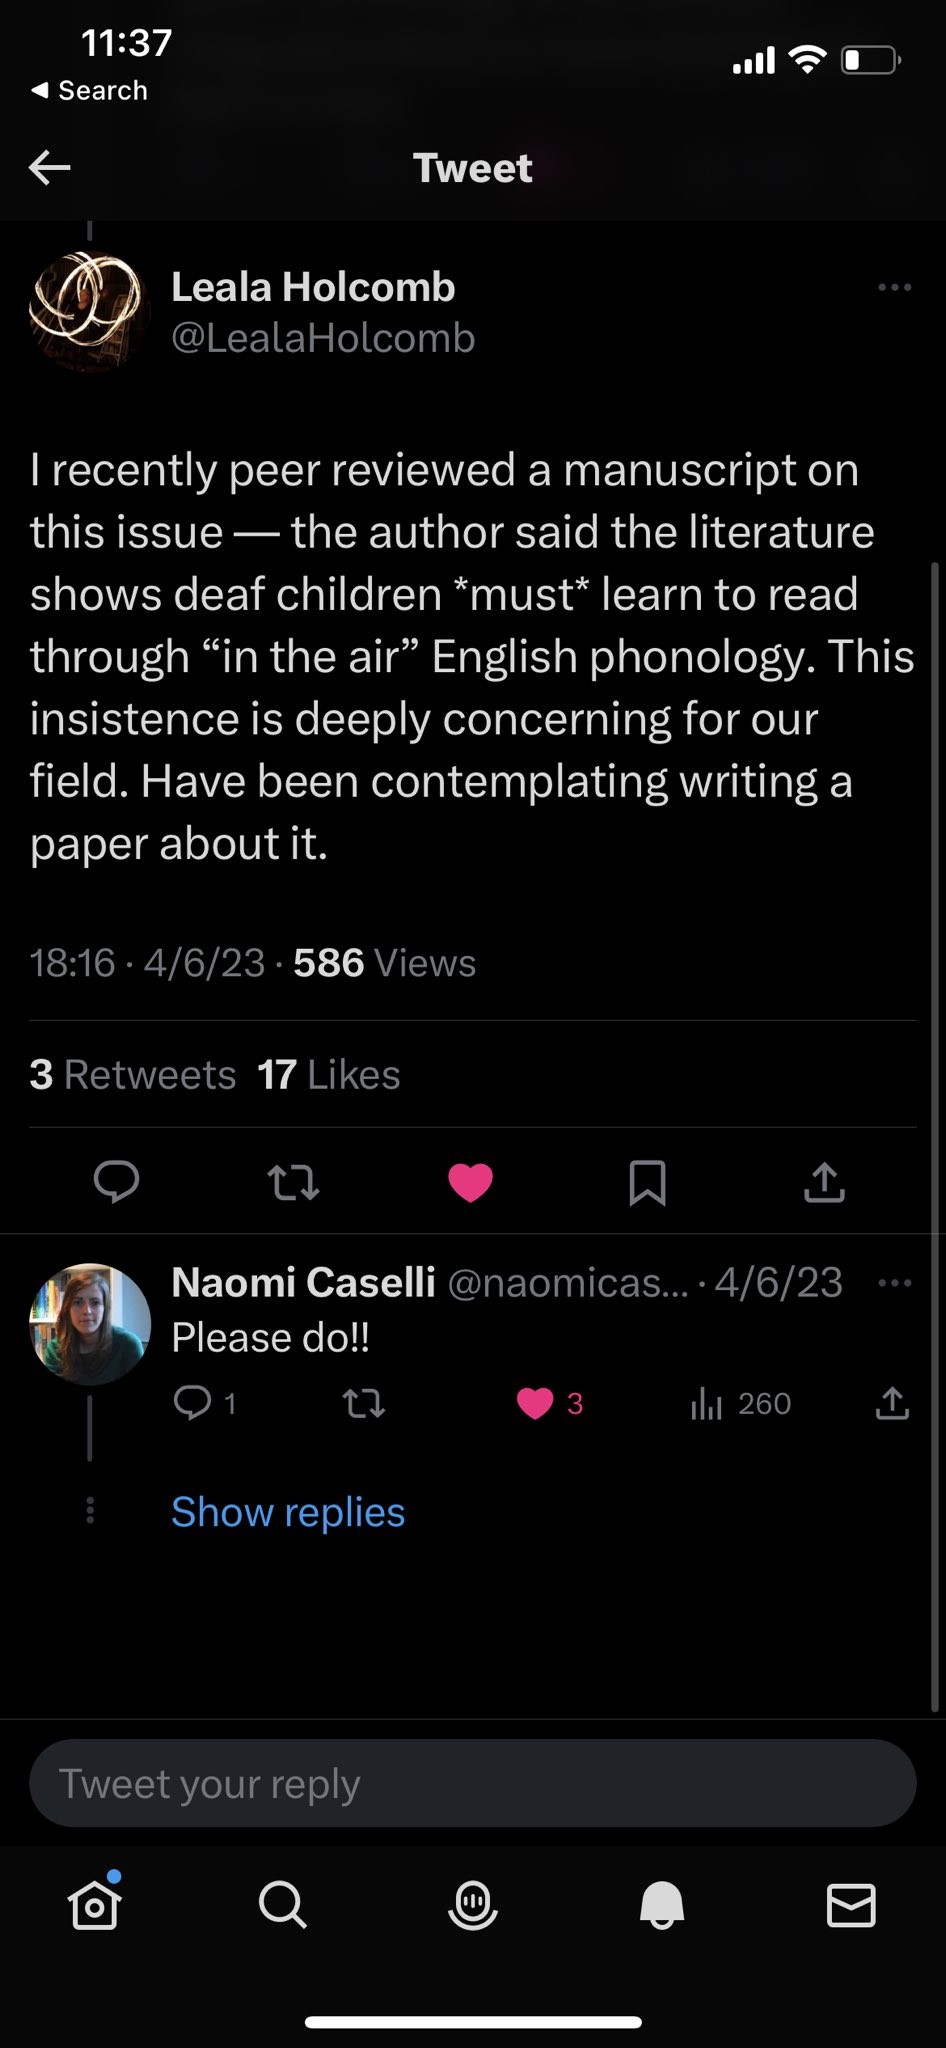 11:37
◀ Search
Tweet
Leala Holcomb
@LealaHolcomb
I recently peer reviewed a manuscript on
this issue — the author said the literature
shows deaf children *must* learn to read
through “in the air” English phonology. This
insistence is deeply concerning for our
field. Have been contemplating writing a
paper about it.
18:16 · 4/6/23 · 586 Views
3 Retweets 17 Likes
Naomi Caselli @naomicas... · 4/6/23
Please do!!
1 3 260
Show replies
Tweet your reply